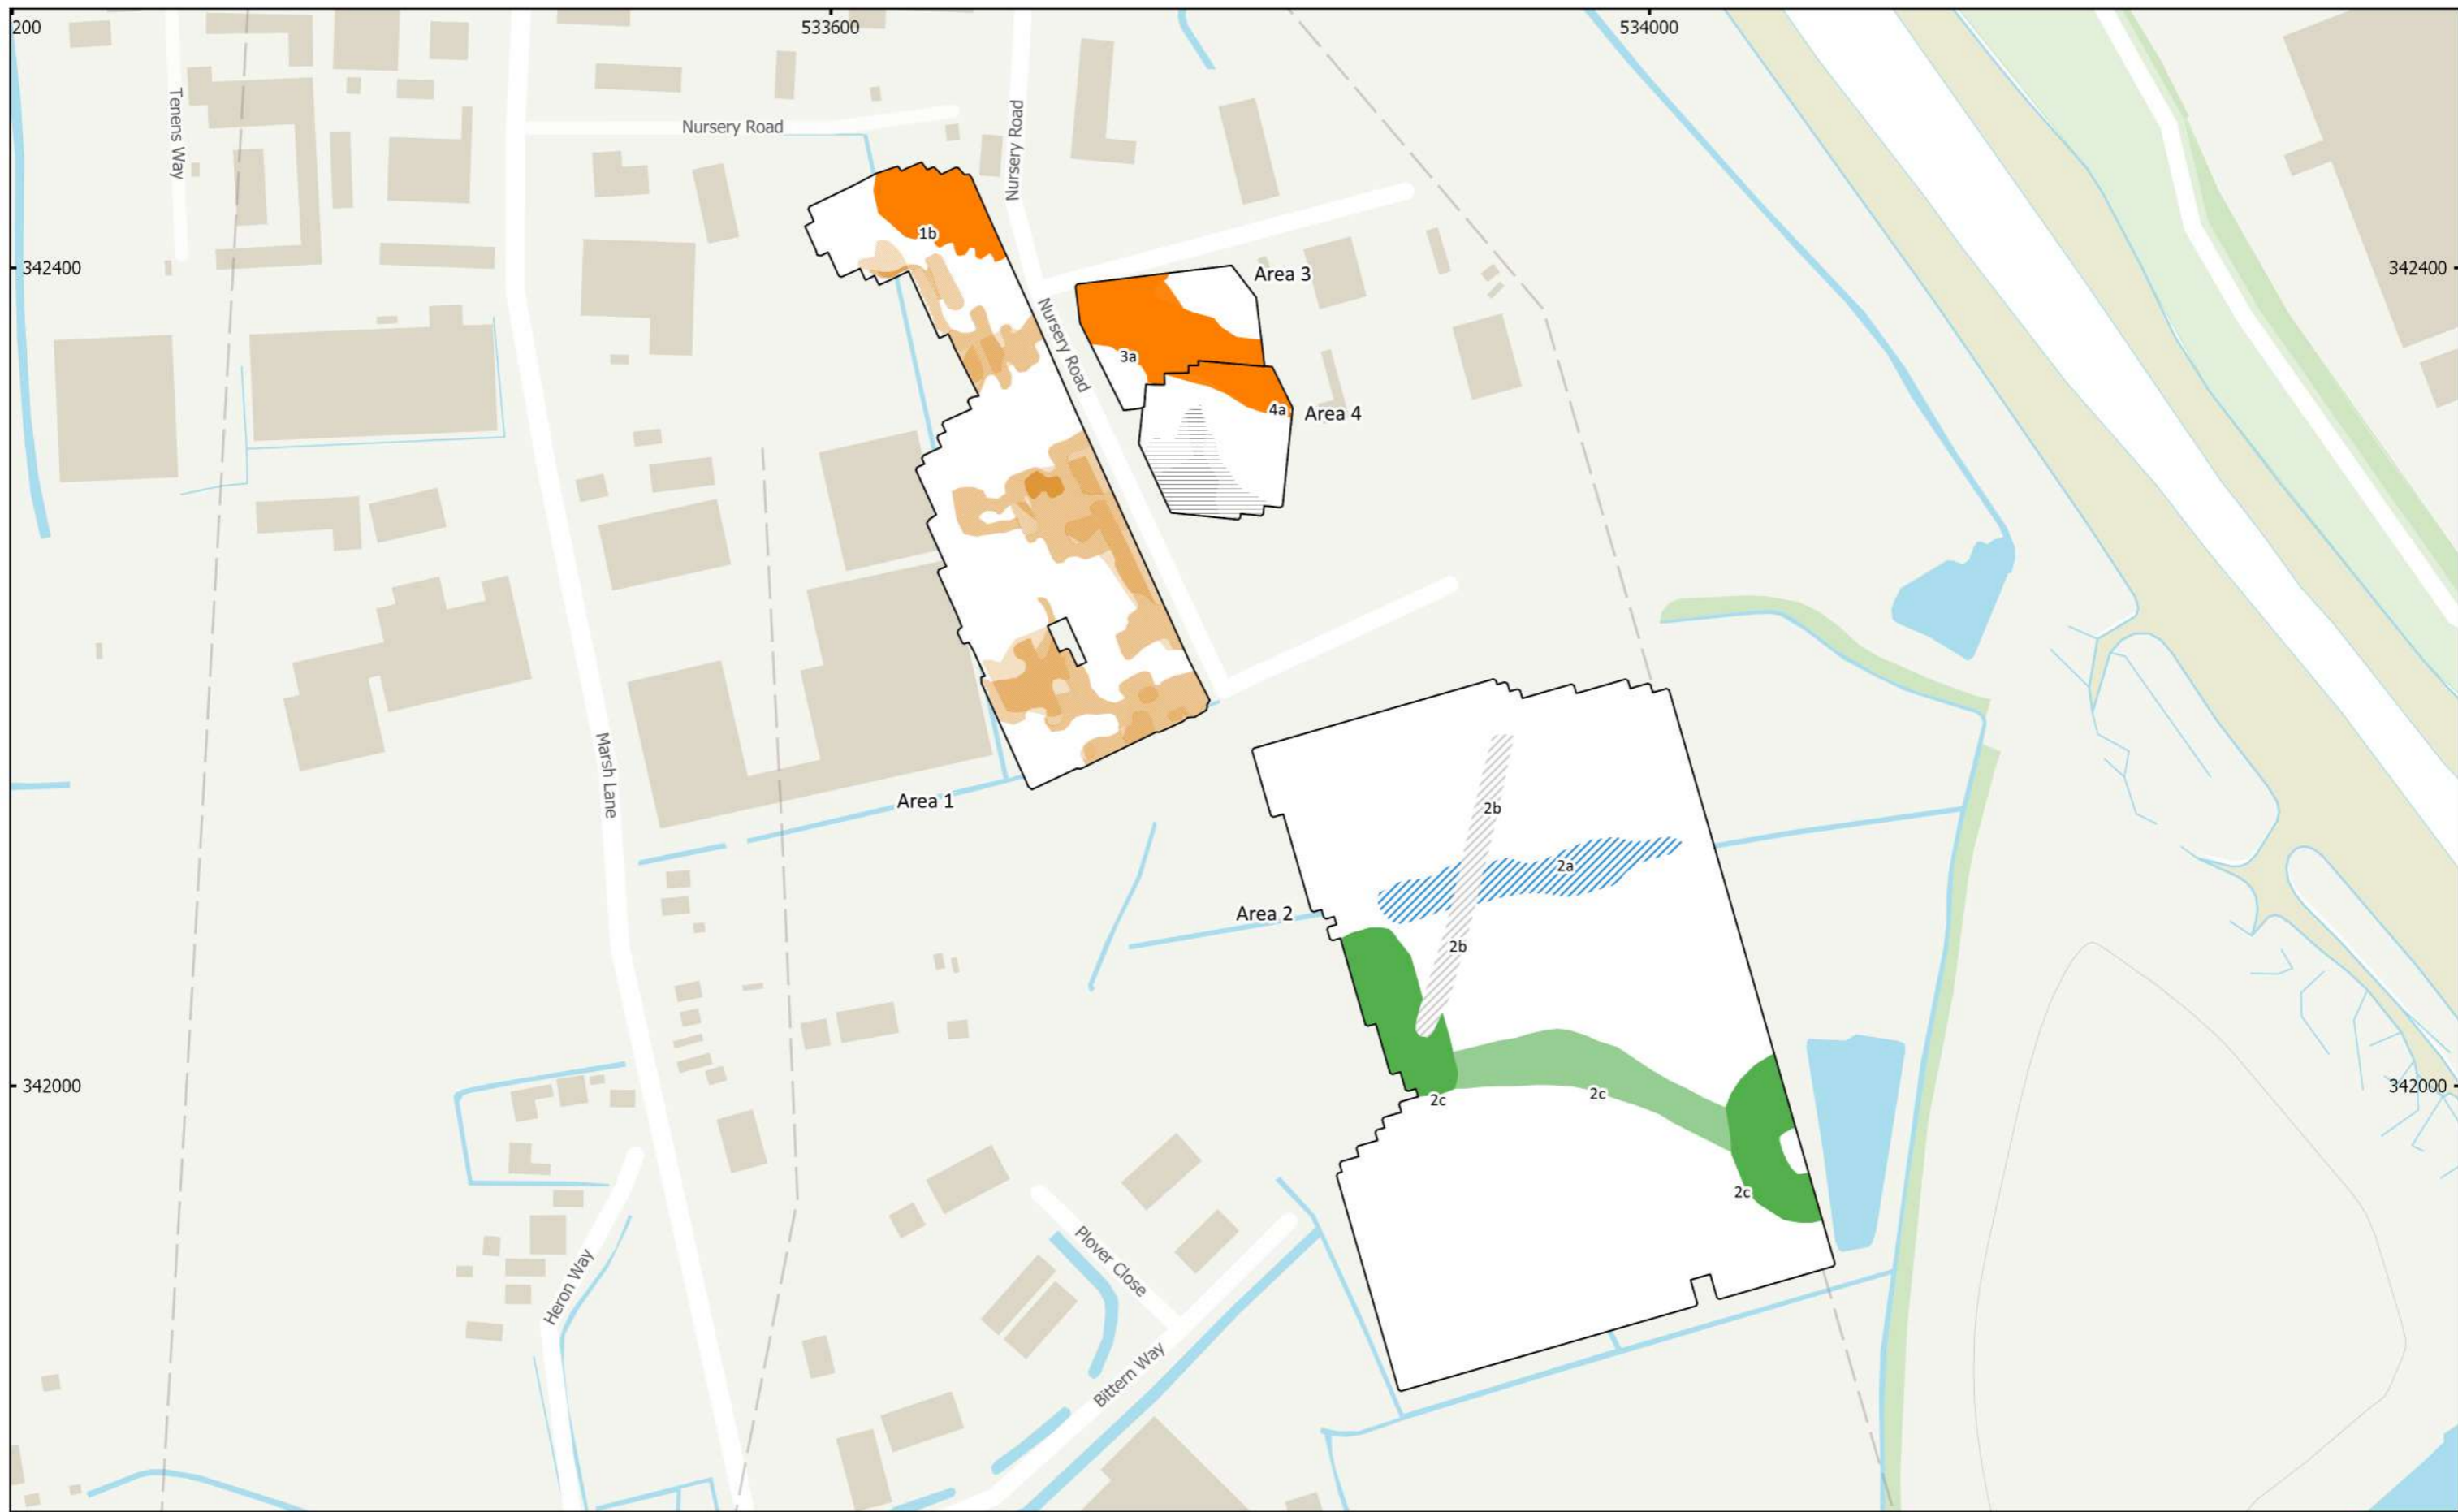 200
533600
534000
Tenens Way
Nursery Road
Nursery Road
1b
342400
342400
Area 3
Nursery Road
3a
4a
Area 4
Marsh Lane
Area 1
2b
2a
Area 2
2b
342000
342000
2c
2c
2c
Heron Way
Plover Close
Bittern Way